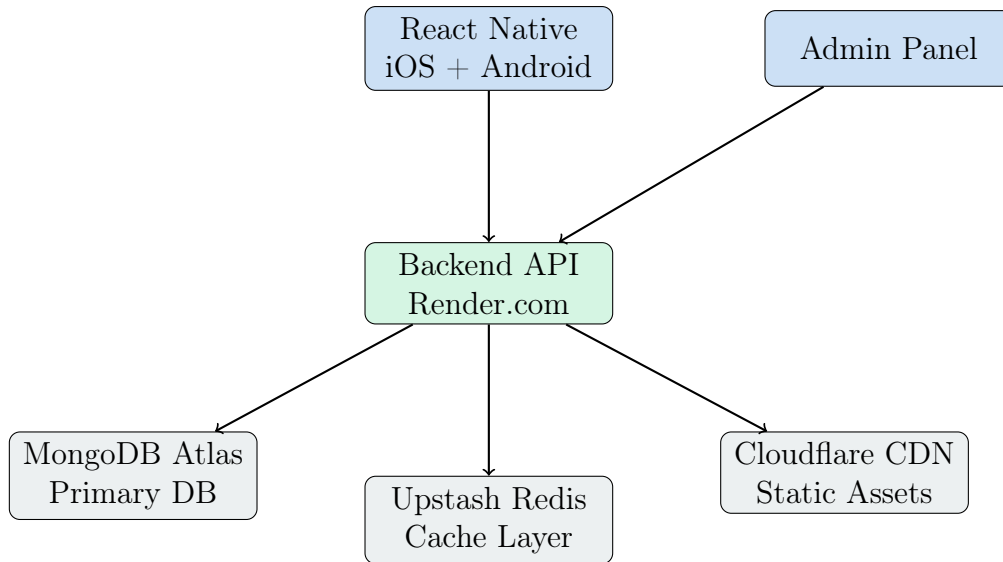 React Native
iOS + Android
Admin Panel
Backend API
Render.com
MongoDB Atlas
Primary DB
Upstash Redis
Cache Layer
Cloudflare CDN
Static Assets